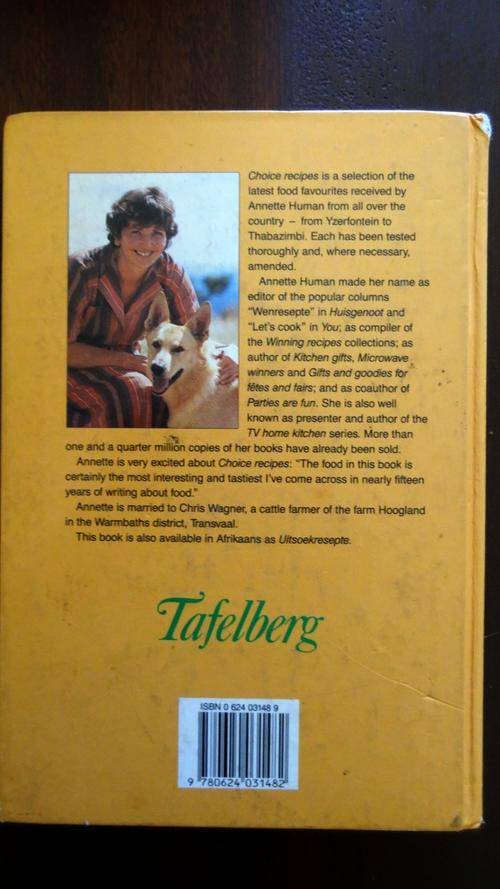 Choice recipes is a selection of the
latest food favourites received by
Annette Human from all over the
country – from Yzerfontein to
Thabazimbi. Each has been tested
thoroughly and, where necessary,
amended.
Annette Human made her name as
editor of the popular columns
"Wenresepte" in Huisgenoot and
"Let's cook" in You; as compiler of
the Winning recipes collections; as
author of Kitchen gifts, Microwave
winners and Gifts and goodies for
fêtes and fairs; and as coauthor of
Parties are fun. She is also well
known as presenter and author of the
TV home kitchen series. More than
one and a quarter million copies of her books have already been sold.
Annette is very excited about Choice recipes: "The food in this book is
certainly the most interesting and tastiest I've come across in nearly fifteen
years of writing about food."
Annette is married to Chris Wagner, a cattle farmer of the farm Hoogland
in the Warmbaths district, Transvaal.
This book is also available in Afrikaans as Uitsoekresepte.
Tafelberg
ISBN 0 624 03148 9
9 780624 031482